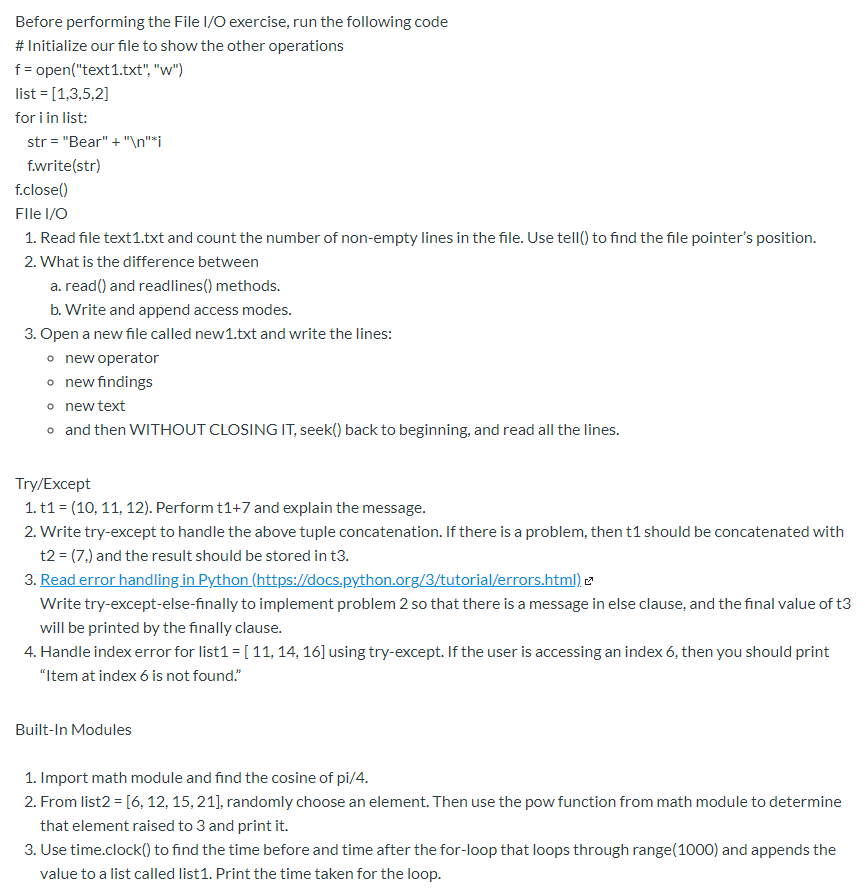 Before performing the File I/O exercise, run the following code
# Initialize our file to show the other operations
f = open("text1.txt", "w")
list = [1,3,5,2]
for i in list:
str = "Bear" + "\n"*i
f.write(str)
f.close()
FIle I/O
1. Read file text1.txt and count the number of non-empty lines in the file. Use tell() to find the file pointer’s position.
2. What is the difference between
a. read() and readlines() methods.
b. Write and append access modes.
3. Open a new file called new1.txt and write the lines:
◦ new operator
◦ new findings
◦ new text
◦ and then WITHOUT CLOSING IT, seek() back to beginning, and read all the lines.
Try/Except
1. t1 = (10, 11, 12). Perform t1+7 and explain the message.
2. Write try-except to handle the above tuple concatenation. If there is a problem, then t1 should be concatenated with
t2 = (7,) and the result should be stored in t3.
3. Read error handling in Python (https://docs.python.org/3/tutorial/errors.html)
Write try-except-else-finally to implement problem 2 so that there is a message in else clause, and the final value of t3
will be printed by the finally clause.
4. Handle index error for list1 = [ 11, 14, 16] using try-except. If the user is accessing an index 6, then you should print
“Item at index 6 is not found.”
Built-In Modules
1. Import math module and find the cosine of pi/4.
2. From list2 = [6, 12, 15, 21], randomly choose an element. Then use the pow function from math module to determine
that element raised to 3 and print it.
3. Use time.clock() to find the time before and time after the for-loop that loops through range(1000) and appends the
value to a list called list1. Print the time taken for the loop.